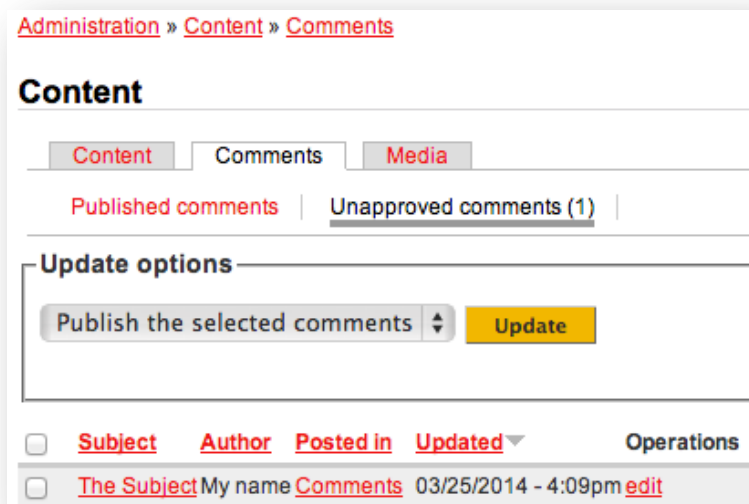 Administration » Content » Comments
Content
Content Comments Media
Published comments Unapproved comments (1)
Update options
Publish the selected comments Update
Subject Author Posted in Updated Operations
The Subject My name Comments 03/25/2014 - 4:09pm edit